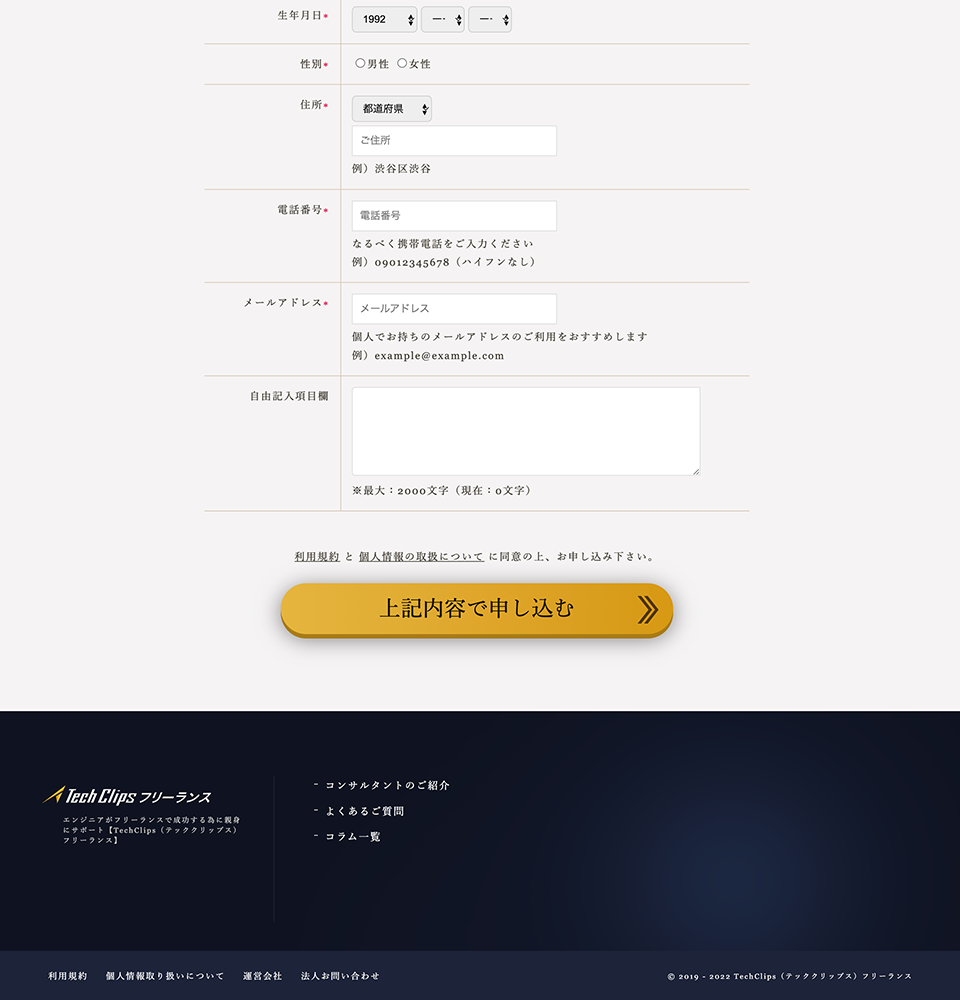 生年月日*
1992 —- —-
性別*
男性 女性
住所*
都道府県
ご住所
例）渋谷区渋谷
電話番号*
電話番号
なるべく携帯電話をご入力ください
例）09012345678（ハイフンなし）
メールアドレス*
メールアドレス
個人でお持ちのメールアドレスのご利用をおすすめします
例）example@example.com
自由記入項目欄
※最大：2000文字（現在：0文字）
利用規約 と 個人情報の取扱について に同意の上、お申し込み下さい。
上記内容で申し込む
Tech Clips フリーランス
エンジニアがフリーランスで成功する為に親身
にサポート【TechClips（テッククリップス）
フリーランス】
- コンサルタントのご紹介
- よくあるご質問
- コラム一覧
利用規約 個人情報取り扱いについて 運営会社 法人お問い合わせ
© 2019 - 2022 TechClips（テッククリップス）フリーランス